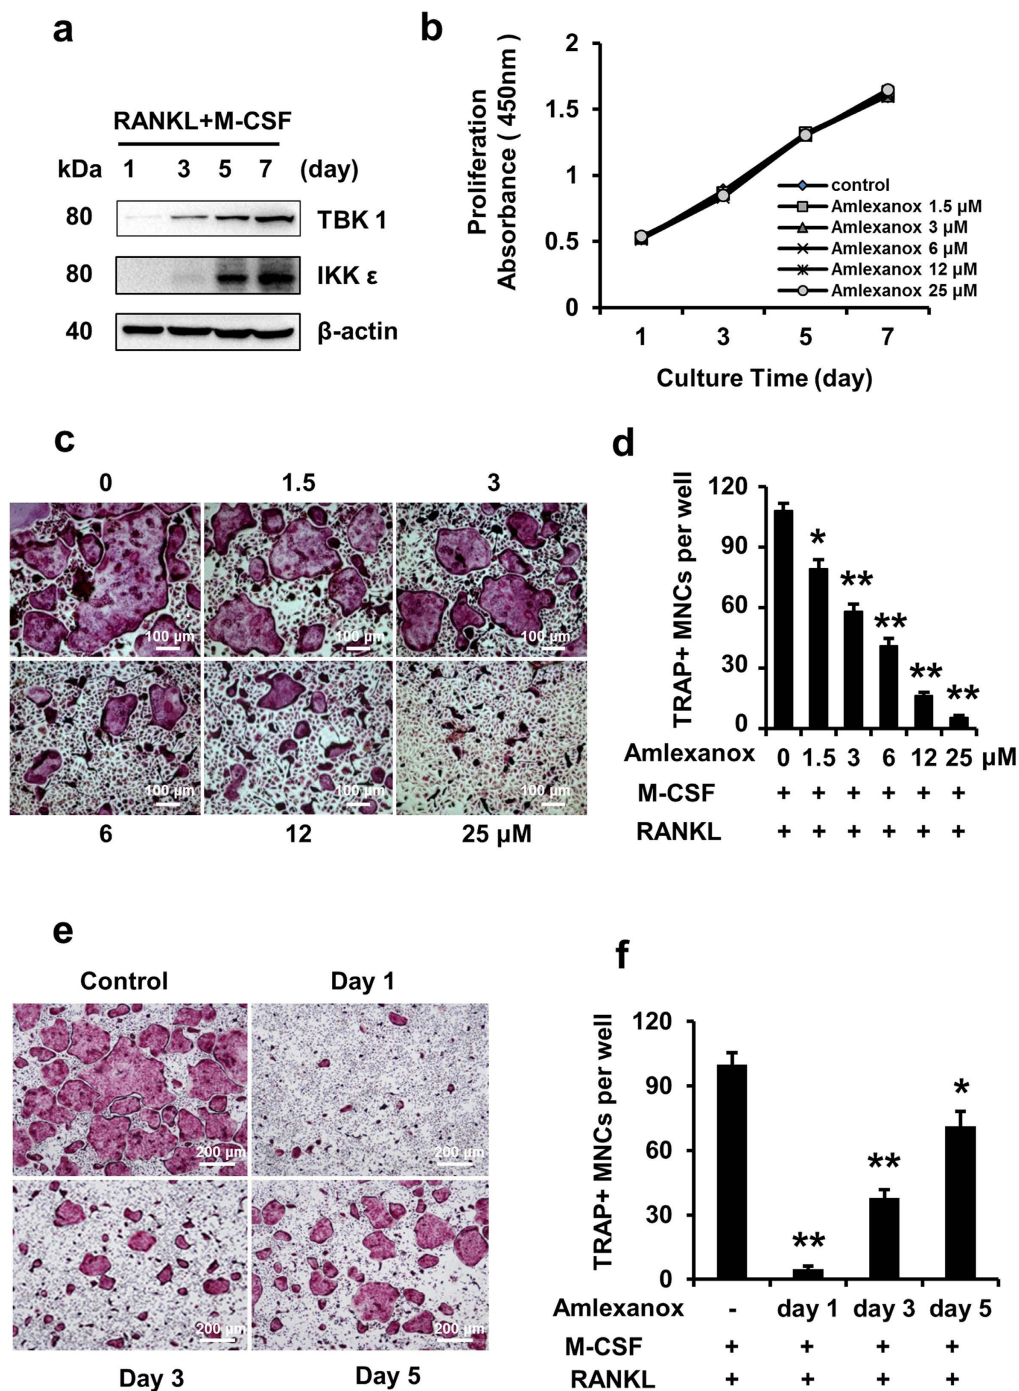 a
RANKL+M-CSF
kDa 1 3 5 7 (day)
80 TBK 1
80 IKK ε
40 β-actin
b
Proliferation
Absorbance ( 450nm )
2
1.5
1
0.5
0
control
Amlexanox 1.5 µM
Amlexanox 3 µM
Amlexanox 6 µM
Amlexanox 12 µM
Amlexanox 25 µM
1 3 5 7
Culture Time (day)
c
0 1.5 3
100 µm 100 µm 100 µm
100 µm 100 µm 100 µm
6 12 25 µM
d
TRAP+ MNCs per well
120
90
60
30
0
* ** ** ** **
Amlexanox 0 1.5 3 6 12 25 µM
M-CSF + + + + + +
RANKL + + + + + +
e
Control Day 1
200 µm 200 µm
200 µm 200 µm
Day 3 Day 5
f
TRAP+ MNCs per well
120
90
60
30
0
** ** *
Amlexanox - day 1 day 3 day 5
M-CSF + + + +
RANKL + + + +